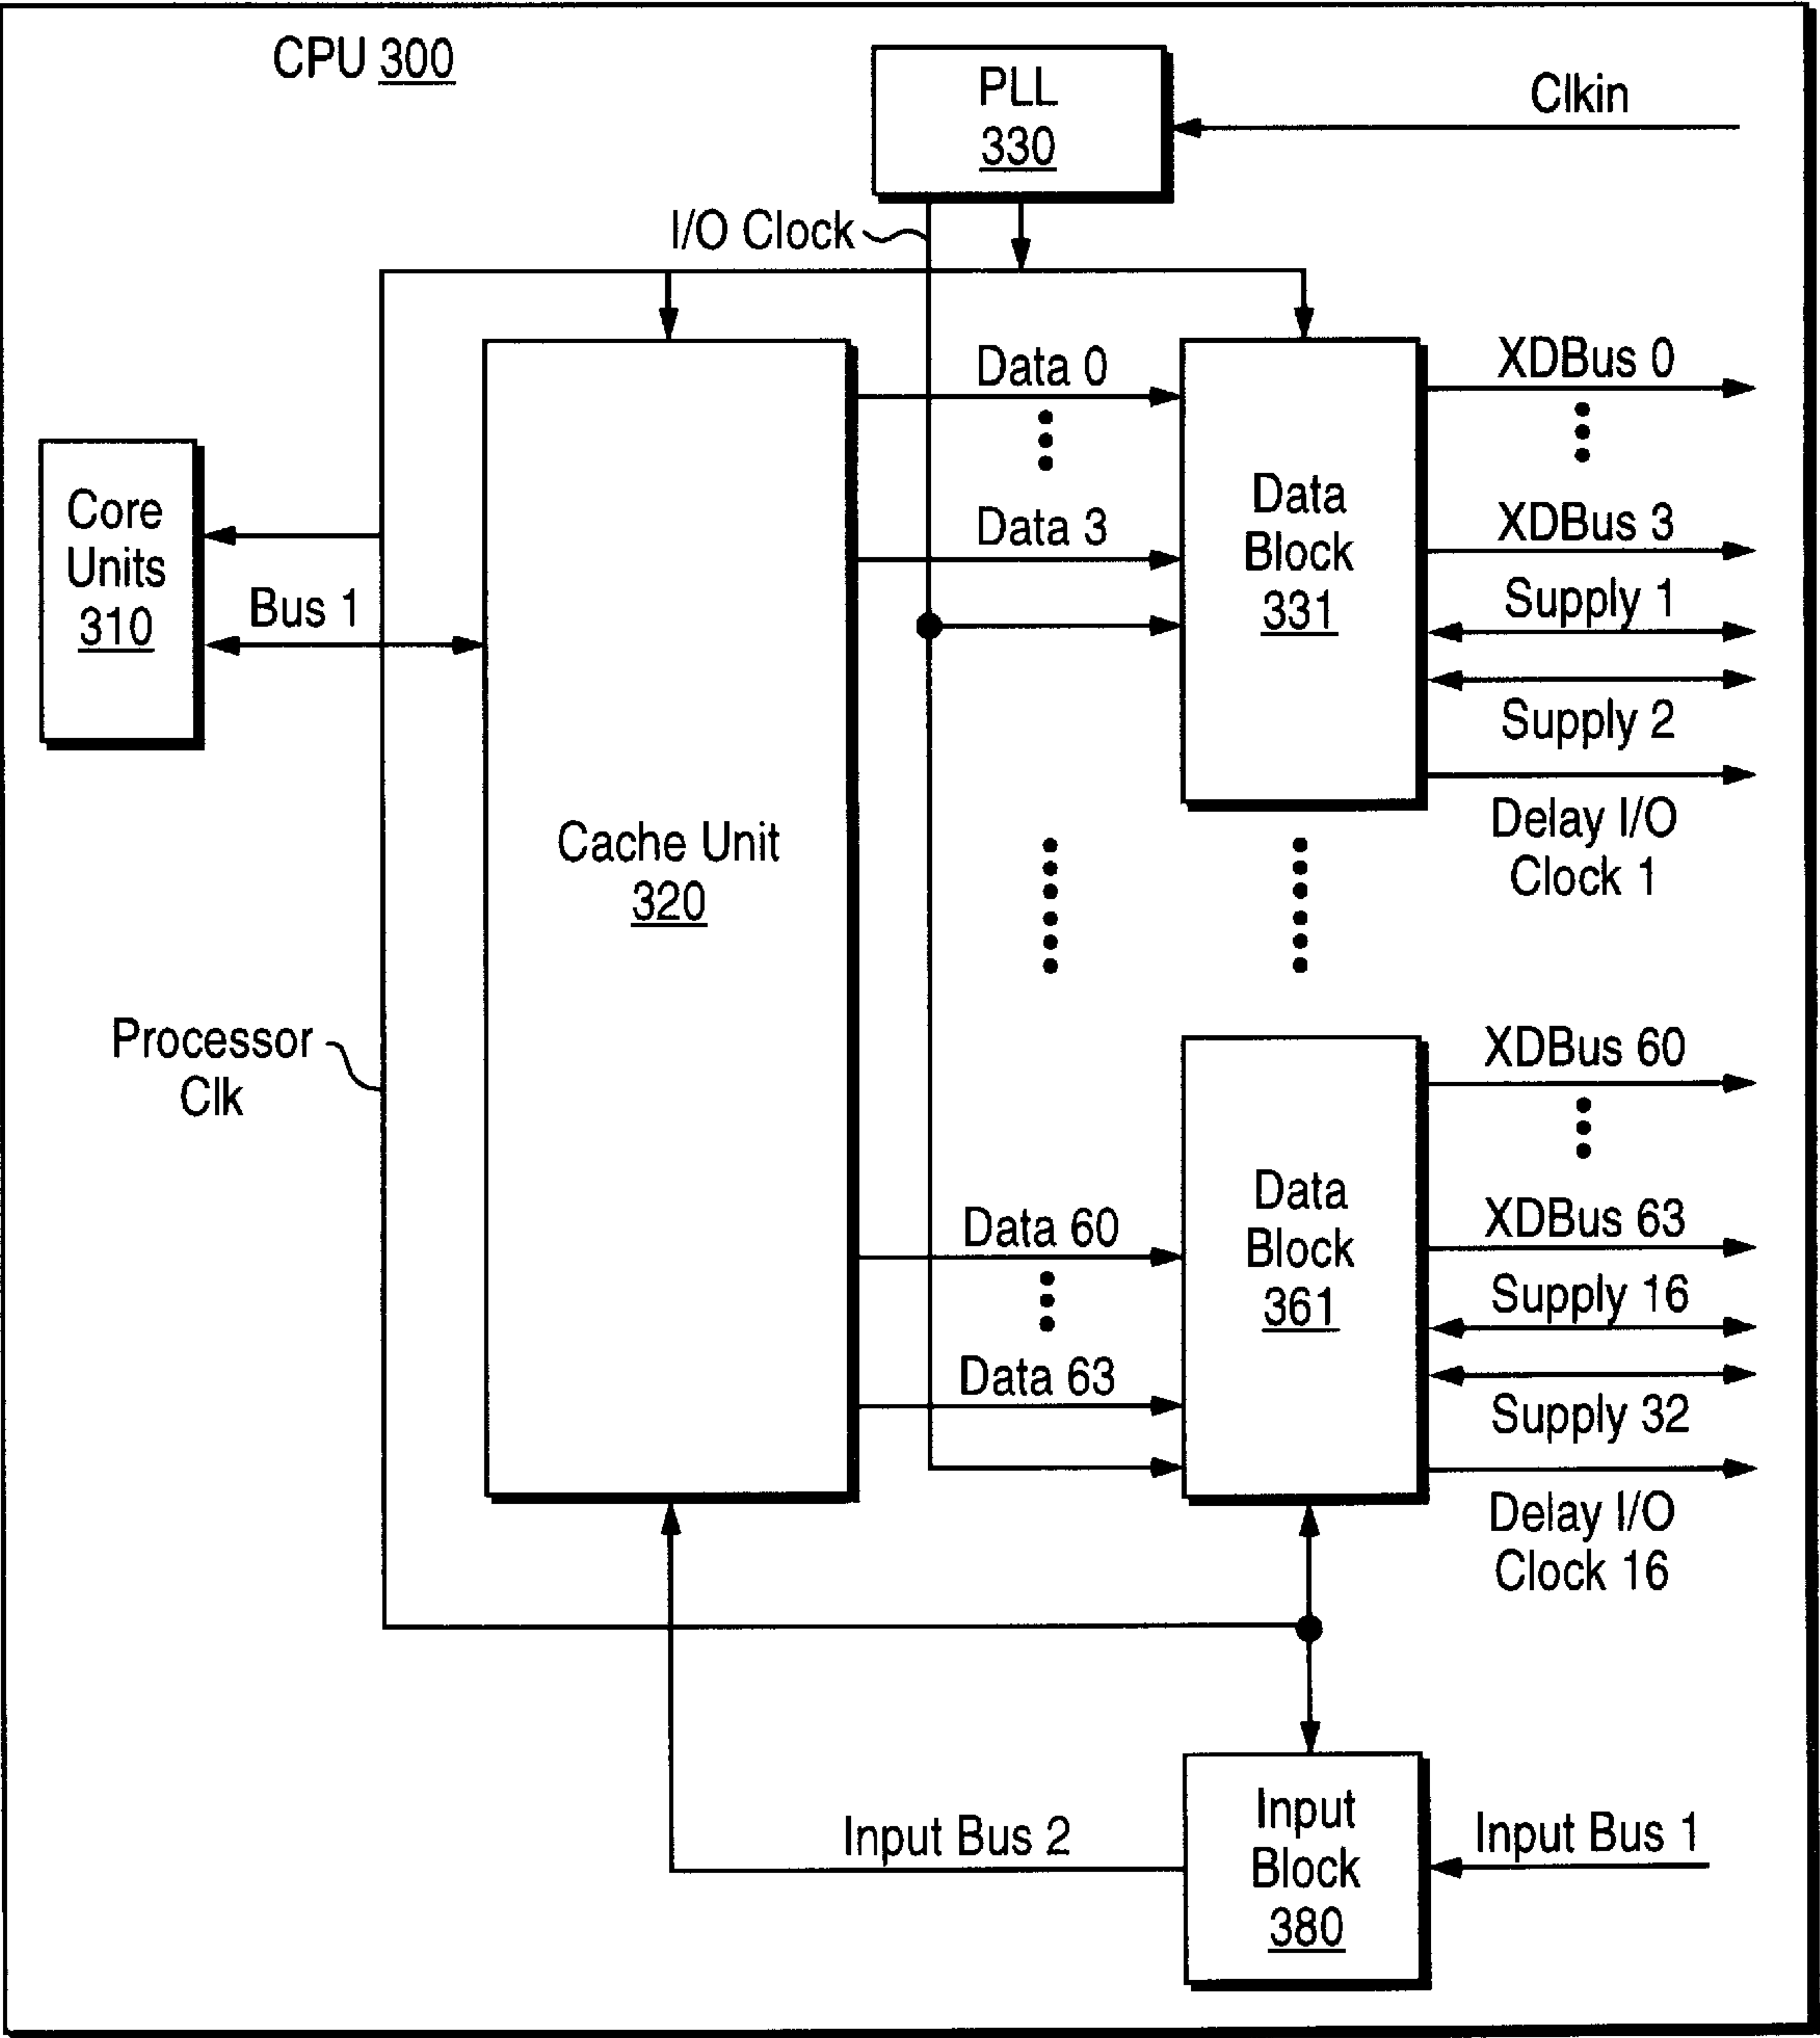 CPU 300
PLL
330
Clkin
I/O Clock
Data 0
XDBus 0
Core
Units
310
Data 3
Data
Block
331
XDBus 3
Bus 1
Supply 1
Supply 2
Cache Unit
320
Delay I/O
Clock 1
Processor
Clk
XDBus 60
Data 60
Data
Block
361
XDBus 63
Supply 16
Data 63
Supply 32
Delay I/O
Clock 16
Input Bus 2
Input
Block
380
Input Bus 1